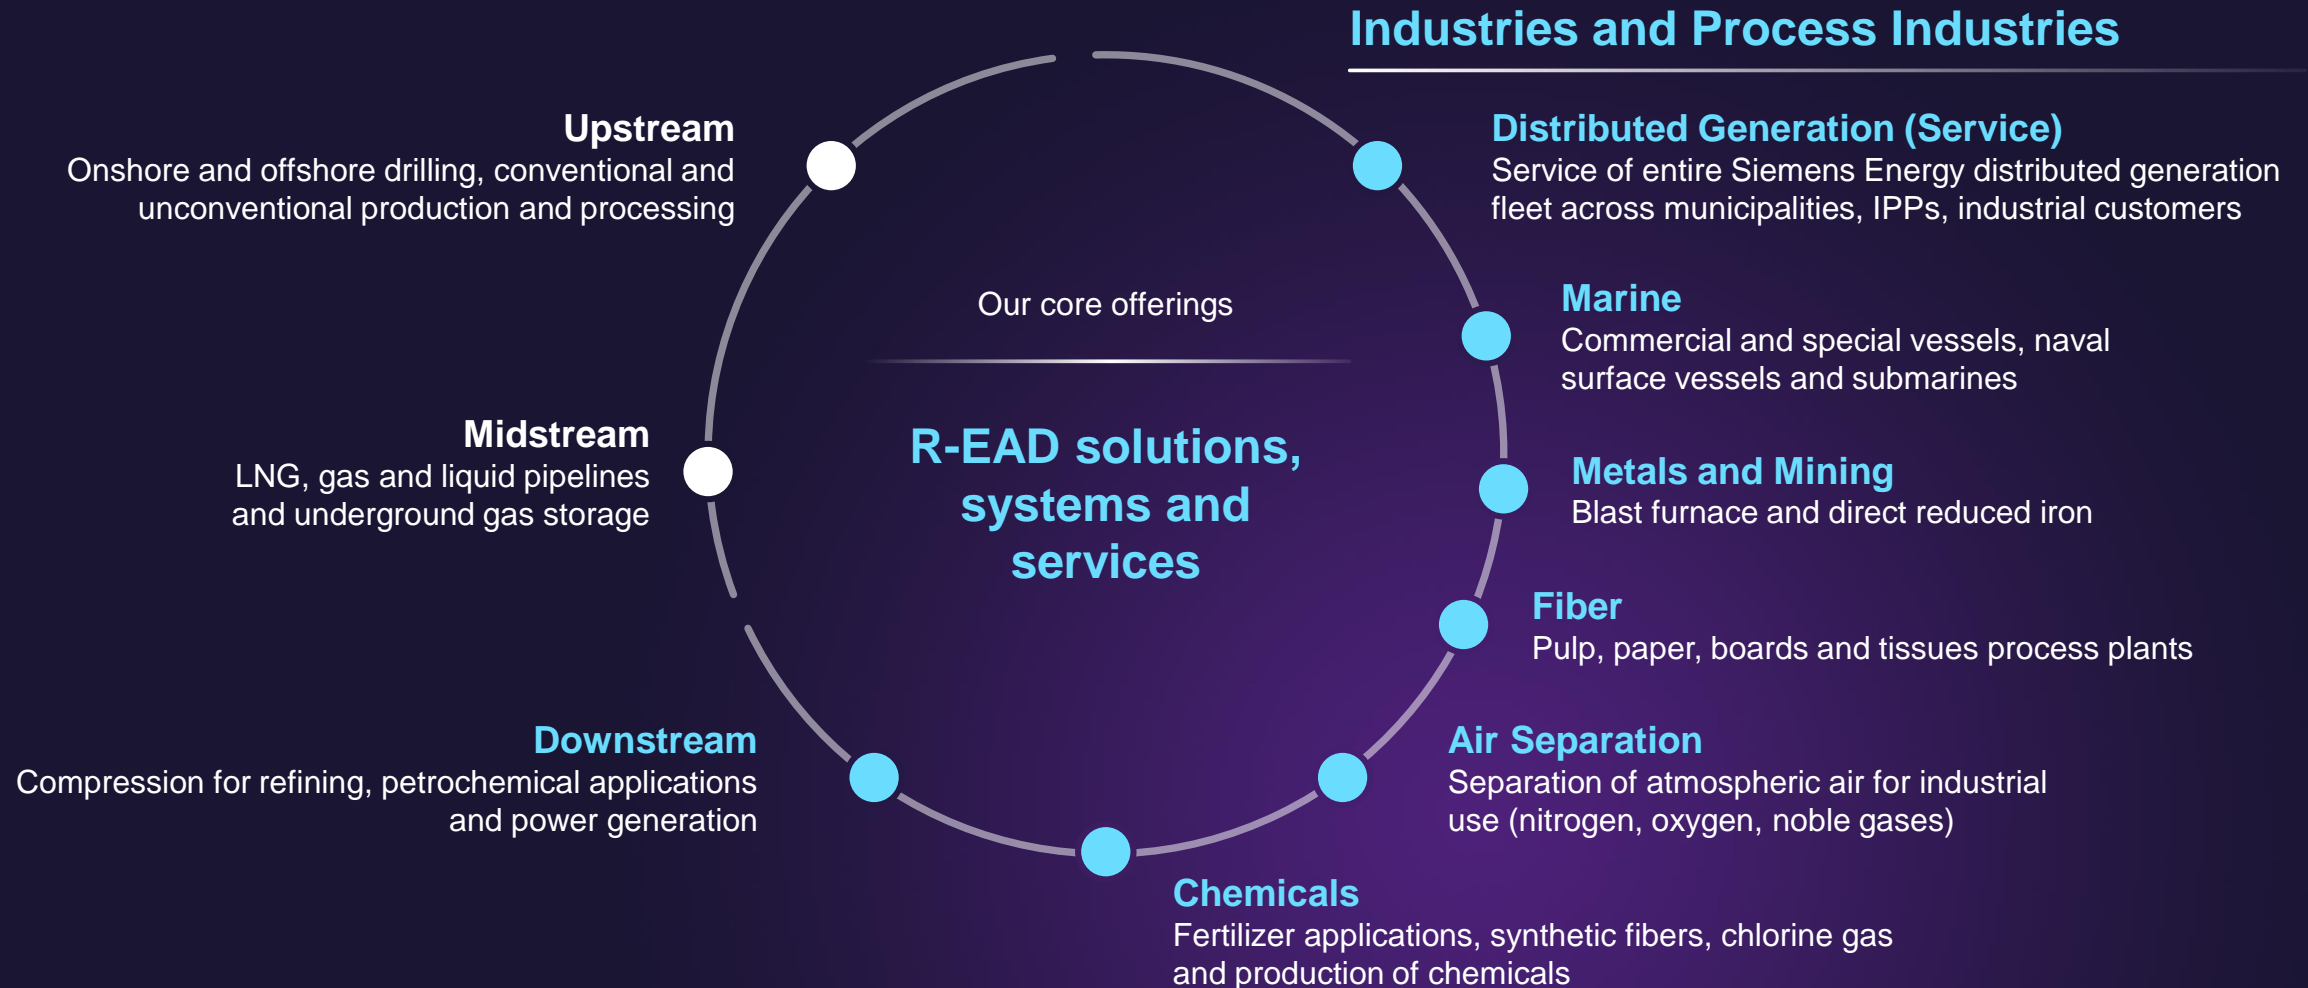 Industries and Process Industries
Upstream
Onshore and offshore drilling, conventional and
unconventional production and processing
Midstream
LNG, gas and liquid pipelines
and underground gas storage
Downstream
Compression for refining, petrochemical applications
and power generation
Our core offerings
R-EAD solutions,
systems and
services
Distributed Generation (Service)
Service of entire Siemens Energy distributed generation
fleet across municipalities, IPPs, industrial customers
Marine
Commercial and special vessels, naval
surface vessels and submarines
Metals and Mining
Blast furnace and direct reduced iron
Fiber
Pulp, paper, boards and tissues process plants
Air Separation
Separation of atmospheric air for industrial
use (nitrogen, oxygen, noble gases)
Chemicals
Fertilizer applications, synthetic fibers, chlorine gas
and production of chemicals